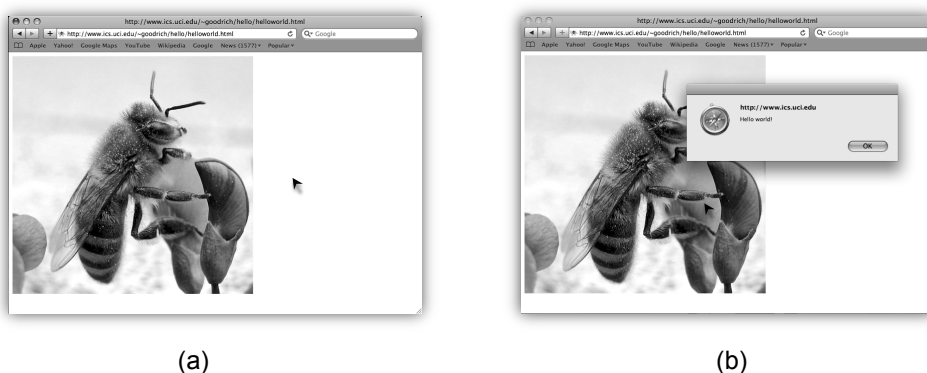 http://www.ics.uci.edu/~goodrich/hello/helloworld.html
http://www.ics.uci.edu/~goodrich/hello/helloworld.html
Google
Apple Yahoo! Google Maps YouTube Wikipedia Google News (1577) Popular
(a)
http://www.ics.uci.edu/~goodrich/hello/helloworld.html
http://www.ics.uci.edu/~goodrich/hello/helloworld.html
Google
Apple Yahoo! Google Maps YouTube Wikipedia Google News (1577) Popular
http://www.ics.uci.edu
Hello world!
OK
(b)